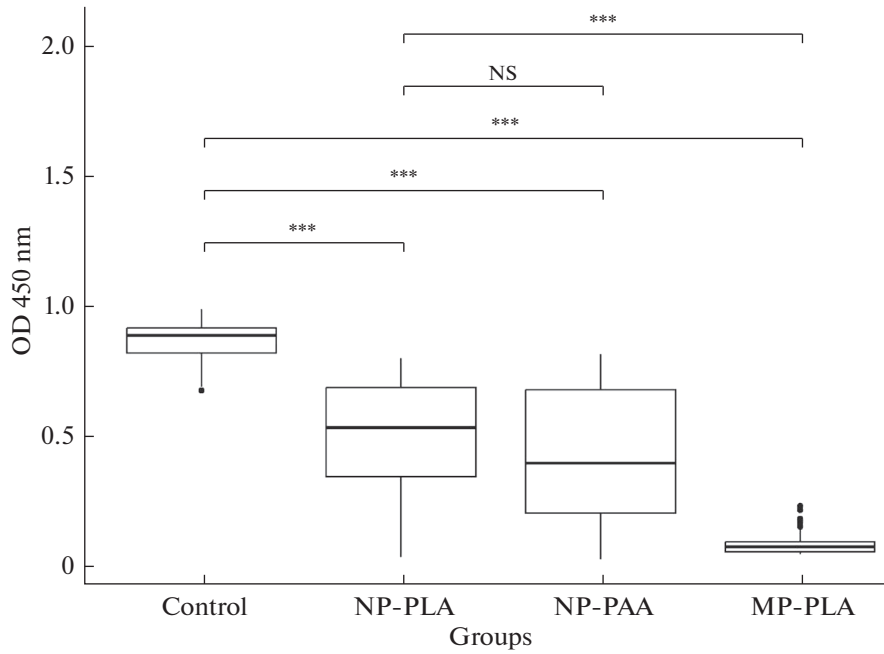 2.0
***
NS
***
1.5
***
***
1.0
0.5
0
OD 450 nm
Control NP-PLA NP-PAA MP-PLA
Groups